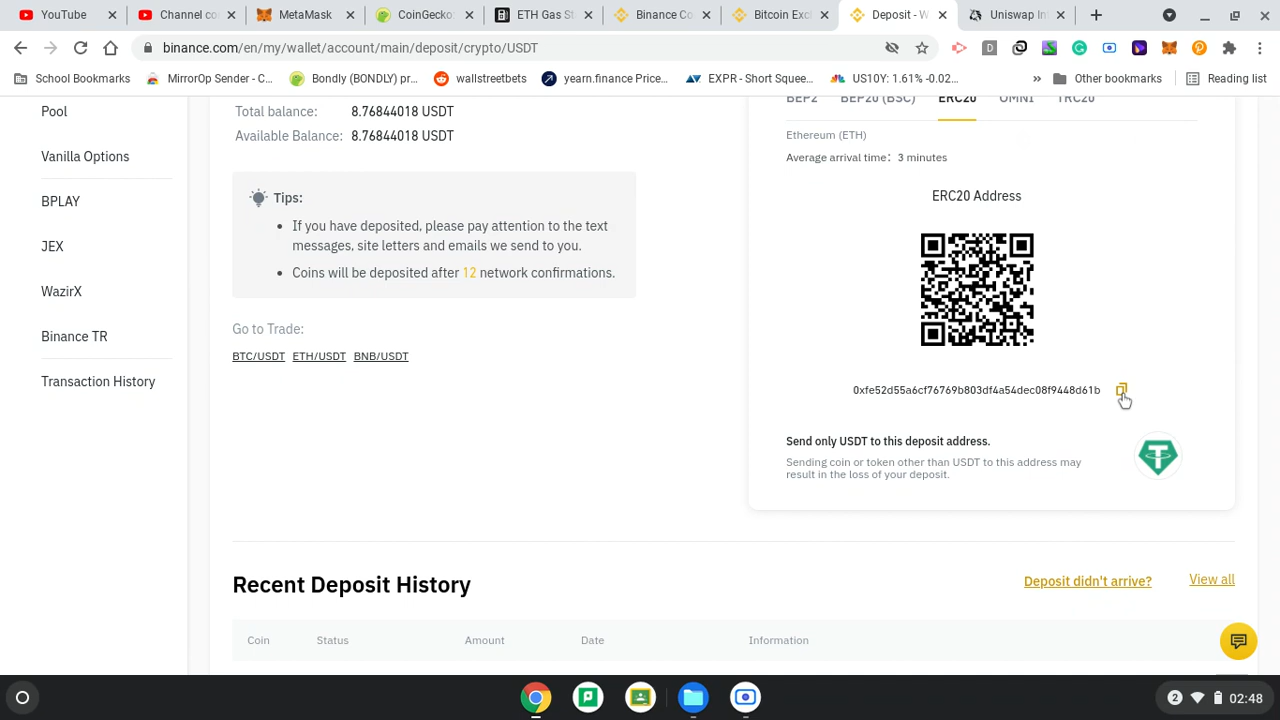 YouTube
Channel co
MetaMask
CoinGecko
ETH Gas S
Binance Co
Bitcoin Exc
Deposit - W
Uniswap In
binance.com/en/my/wallet/account/main/deposit/crypto/USDT
School Bookmarks
MirrorOp Sender - C...
Bondly (BONDLY) pr...
wallstreetbets
yearn.finance Price...
EXPR - Short Squee...
US10Y: 1.61% -0.02...
»
Other bookmarks
Reading list
Pool
Vanilla Options
BPLAY
JEX
WazirX
Binance TR
Transaction History
Total balance: 8.76844018 USDT
Available Balance: 8.76844018 USDT
Tips:
• If you have deposited, please pay attention to the text
messages, site letters and emails we send to you.
• Coins will be deposited after 12 network confirmations.
Go to Trade:
BTC/USDT ETH/USDT BNB/USDT
BEP2 BEP20 (BSC) ERC20 OMNI TRC20
Ethereum (ETH)
Average arrival time: 3 minutes
ERC20 Address
0xfe52d55a6cf76769b803df4a54dec08f9448d61b
Send only USDT to this deposit address.
Sending coin or token other than USDT to this address may
result in the loss of your deposit.
Recent Deposit History
Deposit didn't arrive?
View all
Coin Status Amount Date Information
2
02:48